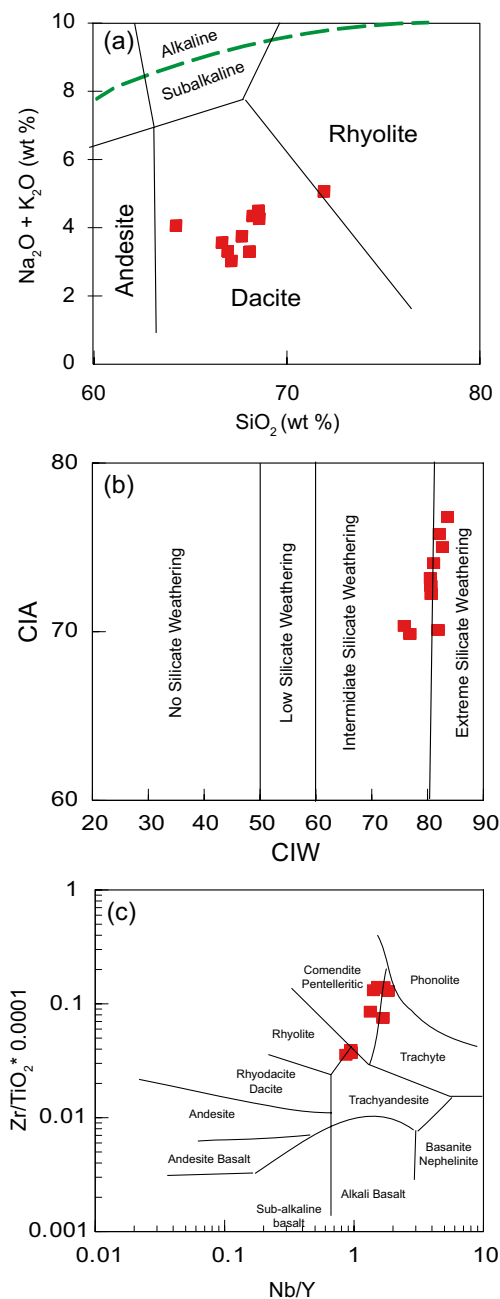 (a)
10
8
6
4
2
0
Na2O + K2O (wt %)
Alkaline
Subalkaline
Rhyolite
Andesite
Dacite
60
70
80
SiO2 (wt %)
(b)
80
70
60
CIA
No Silicate Weathering
Low Silicate Weathering
Intermidiate Silicate Weathering
Extreme Silicate Weathering
20
30
40
50
60
70
80
90
CIW
(c)
1
0.1
0.01
0.001
Zr/TiO2* 0.0001
Comendite
Pentelleritic
Phonolite
Rhyolite
Trachyte
Rhyodacite
Dacite
Trachyandesite
Andesite
Andesite Basalt
Basanite
Nephelinite
Sub-alkaline
basalt
Alkali Basalt
0.01
0.1
1
10
Nb/Y